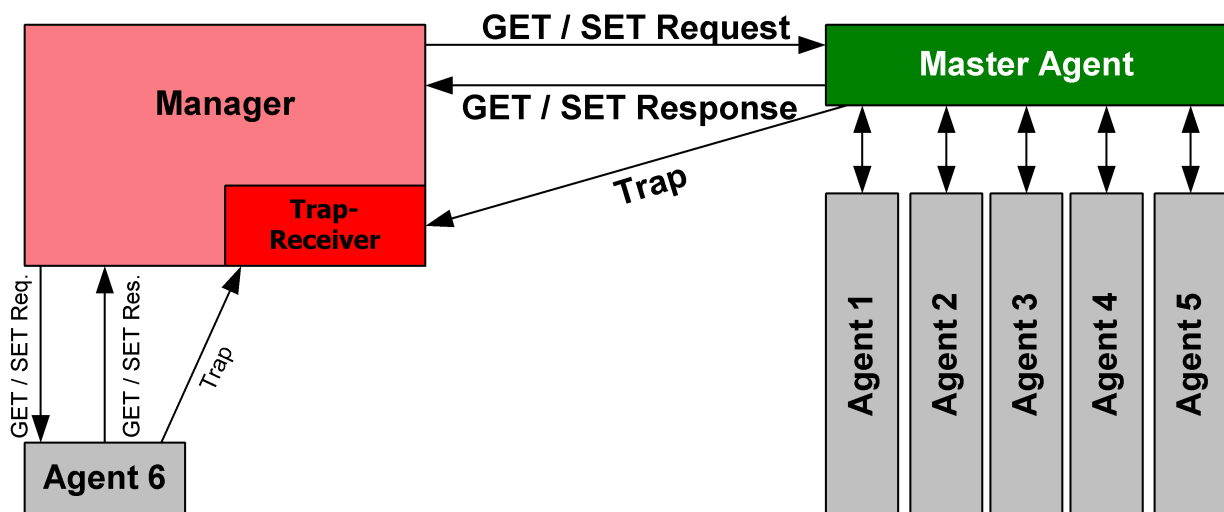 GET / SET Request
Master Agent
Manager
GET / SET Response
Trap
Trap-
Receiver
GET / SET Req.
GET / SET Res.
Trap
Agent 1
Agent 2
Agent 3
Agent 4
Agent 5
Agent 6